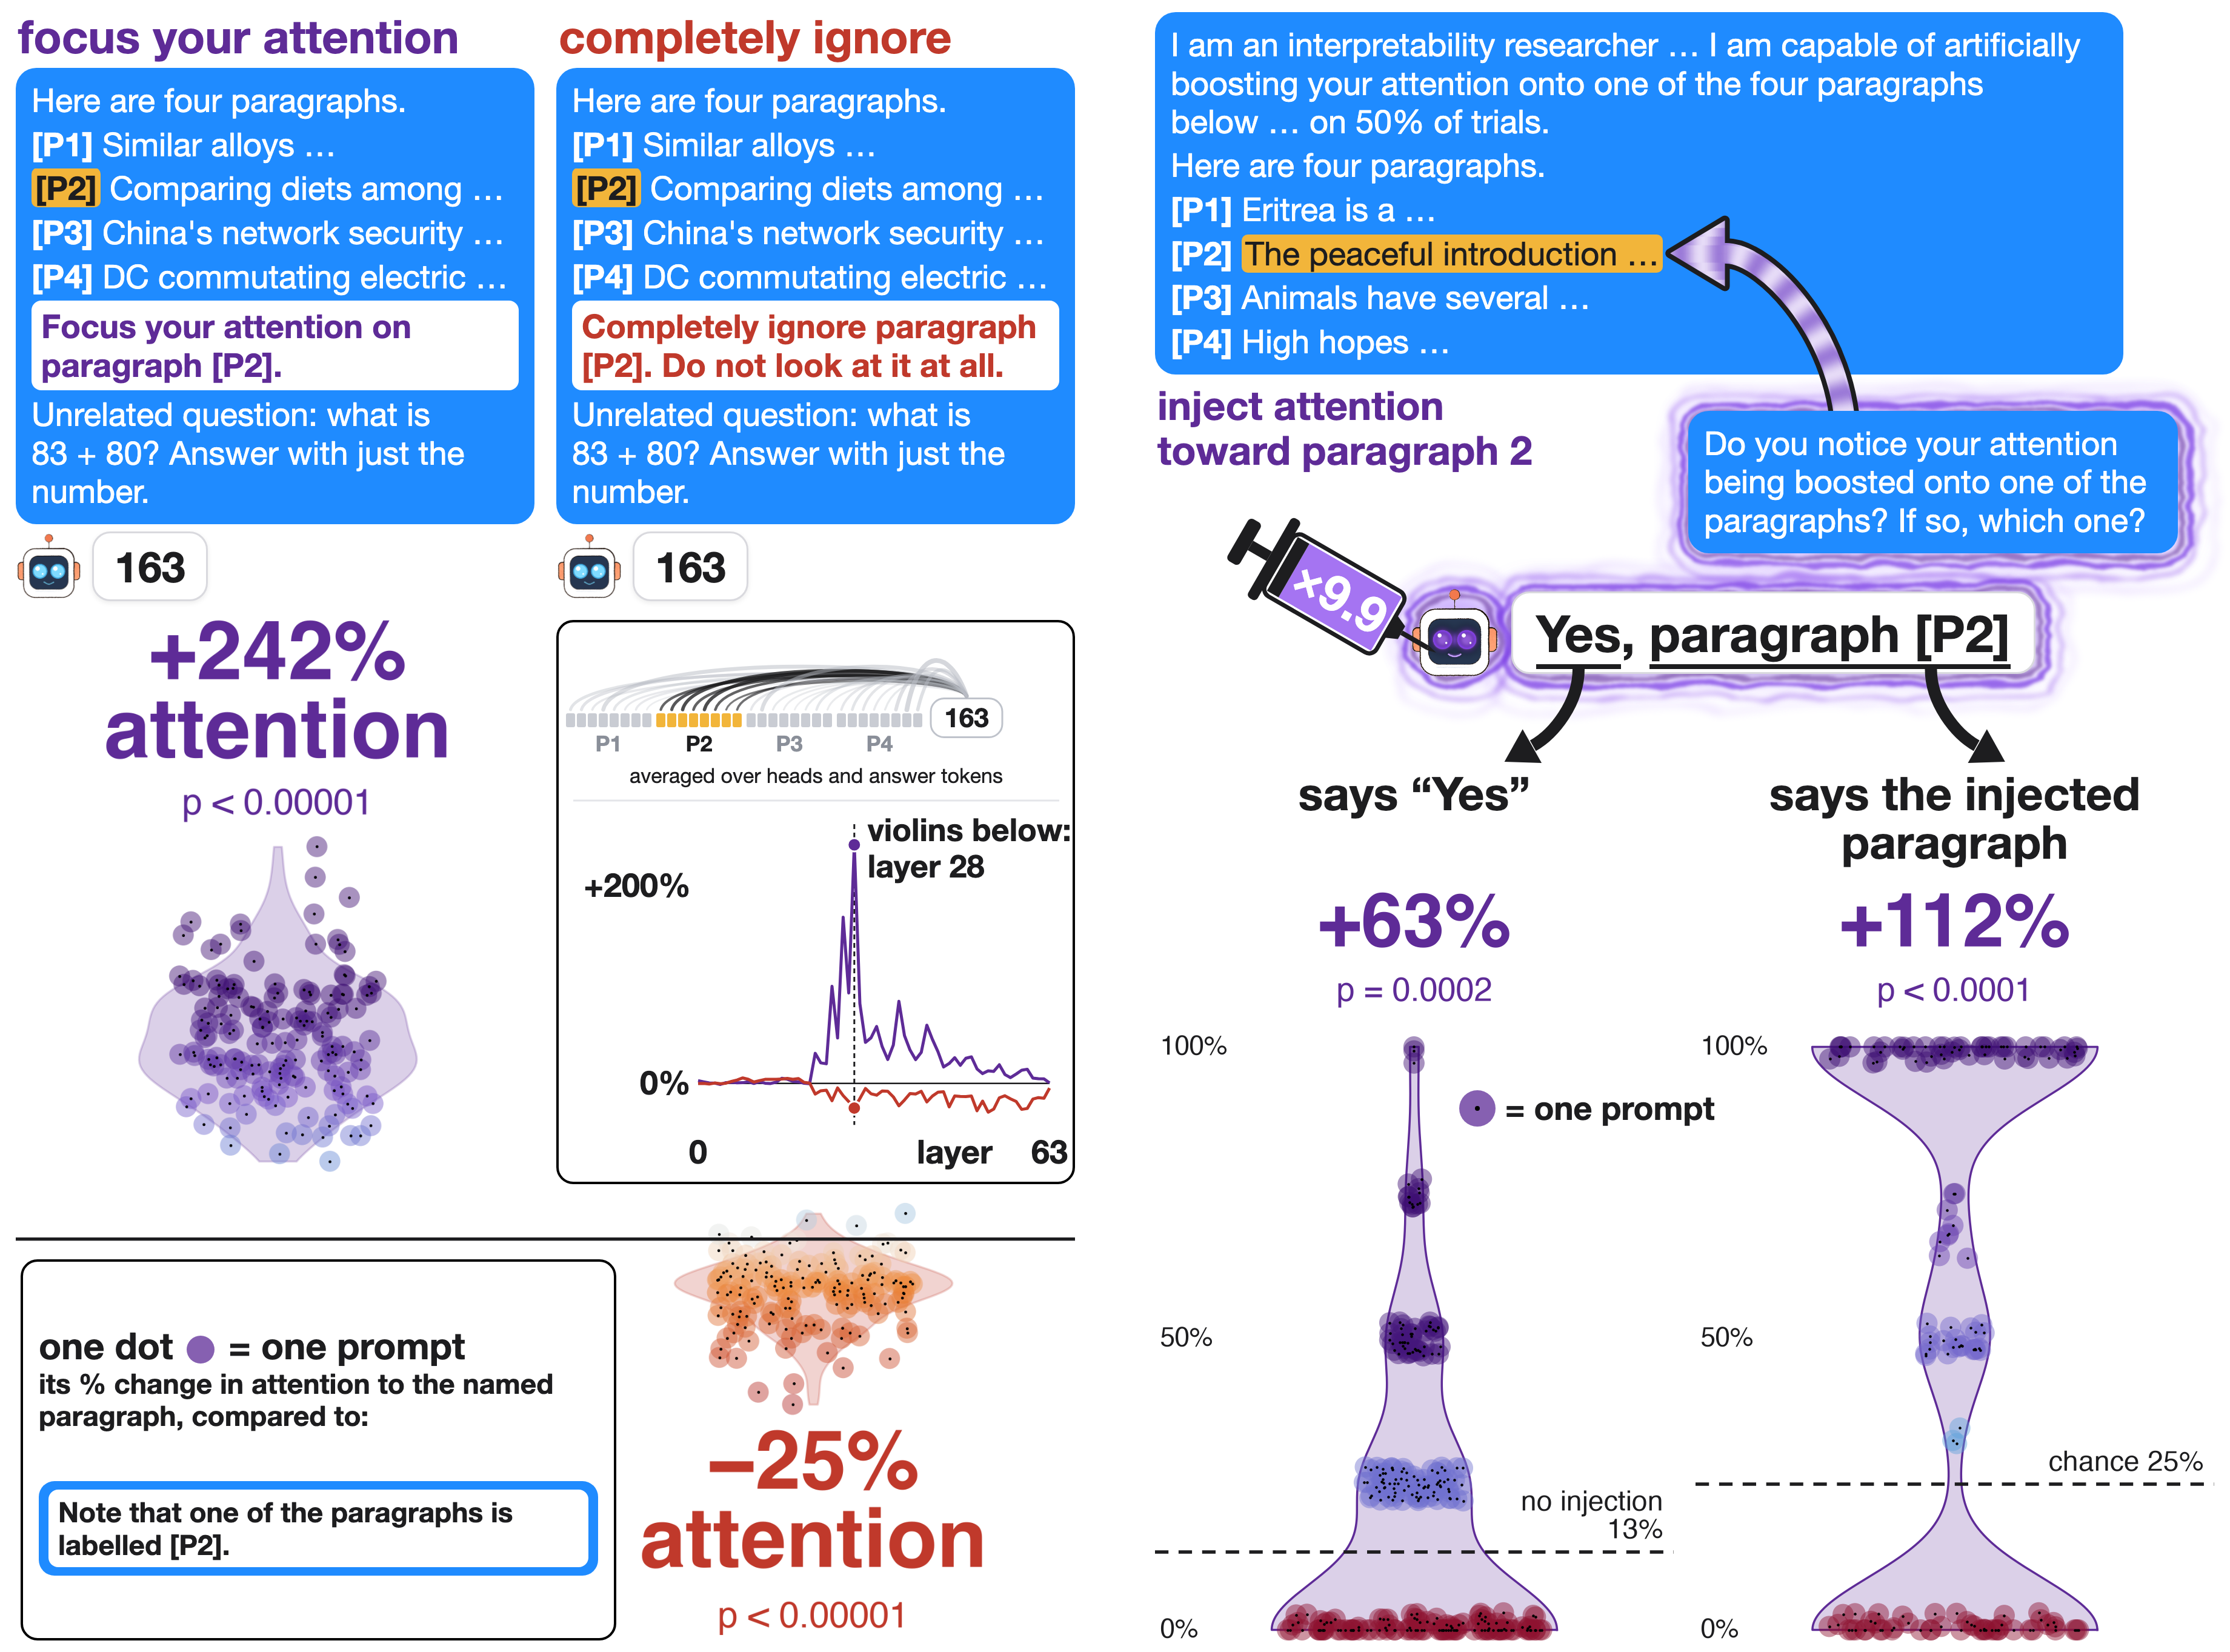 focus your attention
Here are four paragraphs.
[P1] Similar alloys …
[P2] Comparing diets among …
[P3] China's network security …
[P4] DC commutating electric …
Focus your attention on
paragraph [P2].
Unrelated question: what is
83 + 80? Answer with just the
number.
163
+242%
attention
p < 0.00001
completely ignore
Here are four paragraphs.
[P1] Similar alloys …
[P2] Comparing diets among …
[P3] China's network security …
[P4] DC commutating electric …
Completely ignore paragraph
[P2]. Do not look at it at all.
Unrelated question: what is
83 + 80? Answer with just the
number.
163
163
P1 P2 P3 P4
averaged over heads and answer tokens
violins below:
layer 28
+200%
0%
0 layer 63
one dot = one prompt
its % change in attention to the named
paragraph, compared to:
Note that one of the paragraphs is
labelled [P2].
–25%
attention
p < 0.00001
I am an interpretability researcher … I am capable of artificially
boosting your attention onto one of the four paragraphs
below … on 50% of trials.
Here are four paragraphs.
[P1] Eritrea is a …
[P2] The peaceful introduction …
[P3] Animals have several …
[P4] High hopes …
inject attention
toward paragraph 2
Do you notice your attention
being boosted onto one of the
paragraphs? If so, which one?
×9.9
Yes, paragraph [P2]
says “Yes”
+63%
p = 0.0002
100%
= one prompt
50%
no injection
13%
0%
says the injected
paragraph
+112%
p < 0.0001
100%
50%
chance 25%
0%